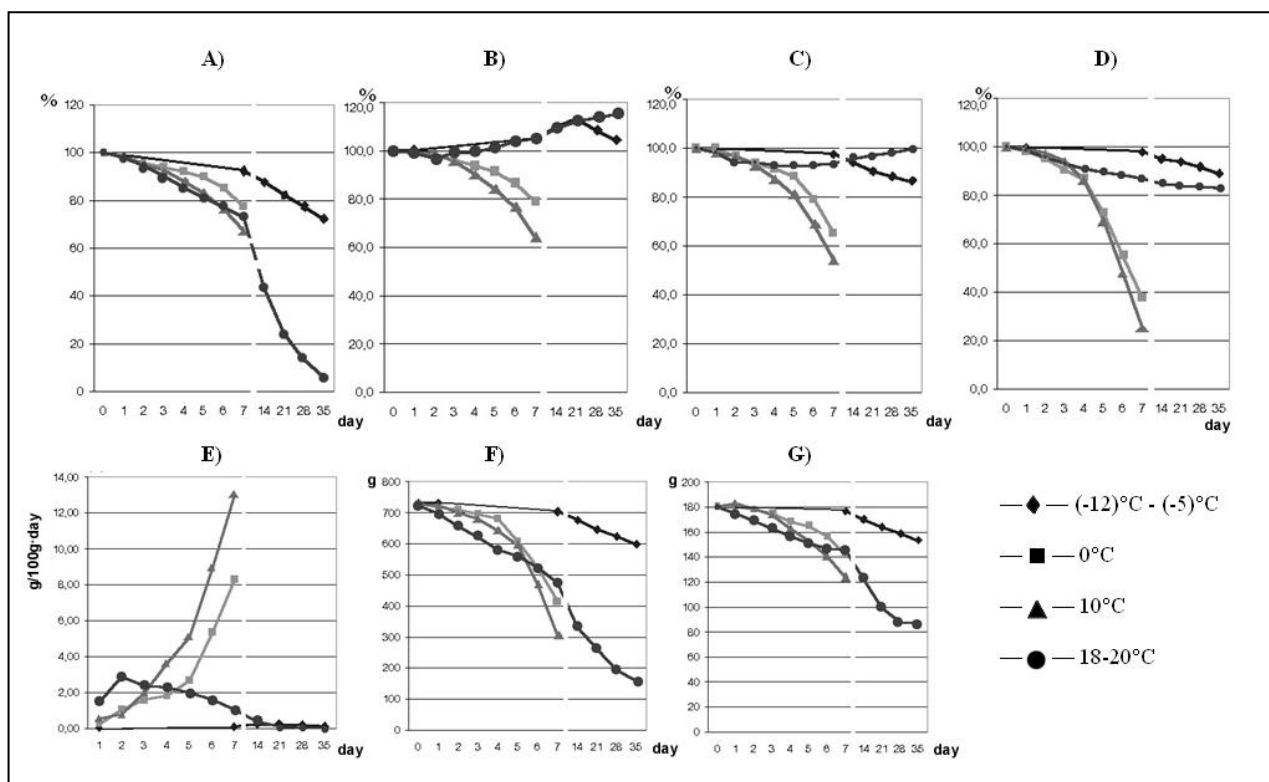 A)
%
120
100
80
60
40
20
0
0 1 2 3 4 5 6 7 14 21 28 35
day
B)
%
120,0
100,0
80,0
60,0
40,0
20,0
0,0
0 1 2 3 4 5 6 7 14 21 28 35
day
C)
%
120,0
100,0
80,0
60,0
40,0
20,0
0,0
0 1 2 3 4 5 6 7 14 21 28 35
day
D)
%
120,0
100,0
80,0
60,0
40,0
20,0
0,0
0 1 2 3 4 5 6 7 14 21 28 35
day
E)
g/100g·day
14,00
12,00
10,00
8,00
6,00
4,00
2,00
0,00
1 2 3 4 5 6 7 14 21 28 35
day
F)
g
800
700
600
500
400
300
200
100
0
0 1 2 3 4 5 6 7 14 21 28 35
day
G)
g
200
180
160
140
120
100
80
60
40
20
0
0 1 2 3 4 5 6 7 14 21 28 35
day
(-12)°C - (-5)°C
0°C
10°C
18-20°C